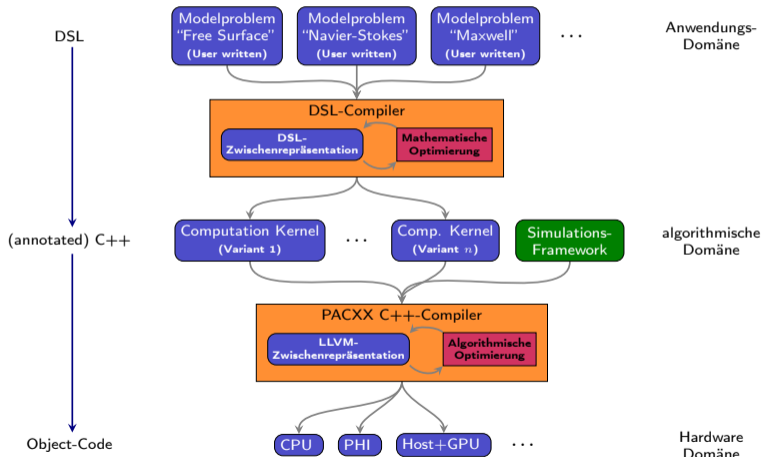 DSL
Modelproblem
“Free Surface”
(User written)
Modelproblem
“Navier-Stokes”
(User written)
Modelproblem
“Maxwell”
(User written)
...
Anwendungs-
Domäne
DSL-Compiler
DSL-
Zwischenrepräsentation
Mathematische
Optimierung
(annotated) C++
Computation Kernel
(Variant 1)
...
Comp. Kernel
(Variant n)
Simulations-
Framework
algorithmische
Domäne
PACXX C++-Compiler
LLVM-
Zwischenrepräsentation
Algorithmische
Optimierung
Object-Code
CPU
PHI
Host+GPU
...
Hardware
Domäne